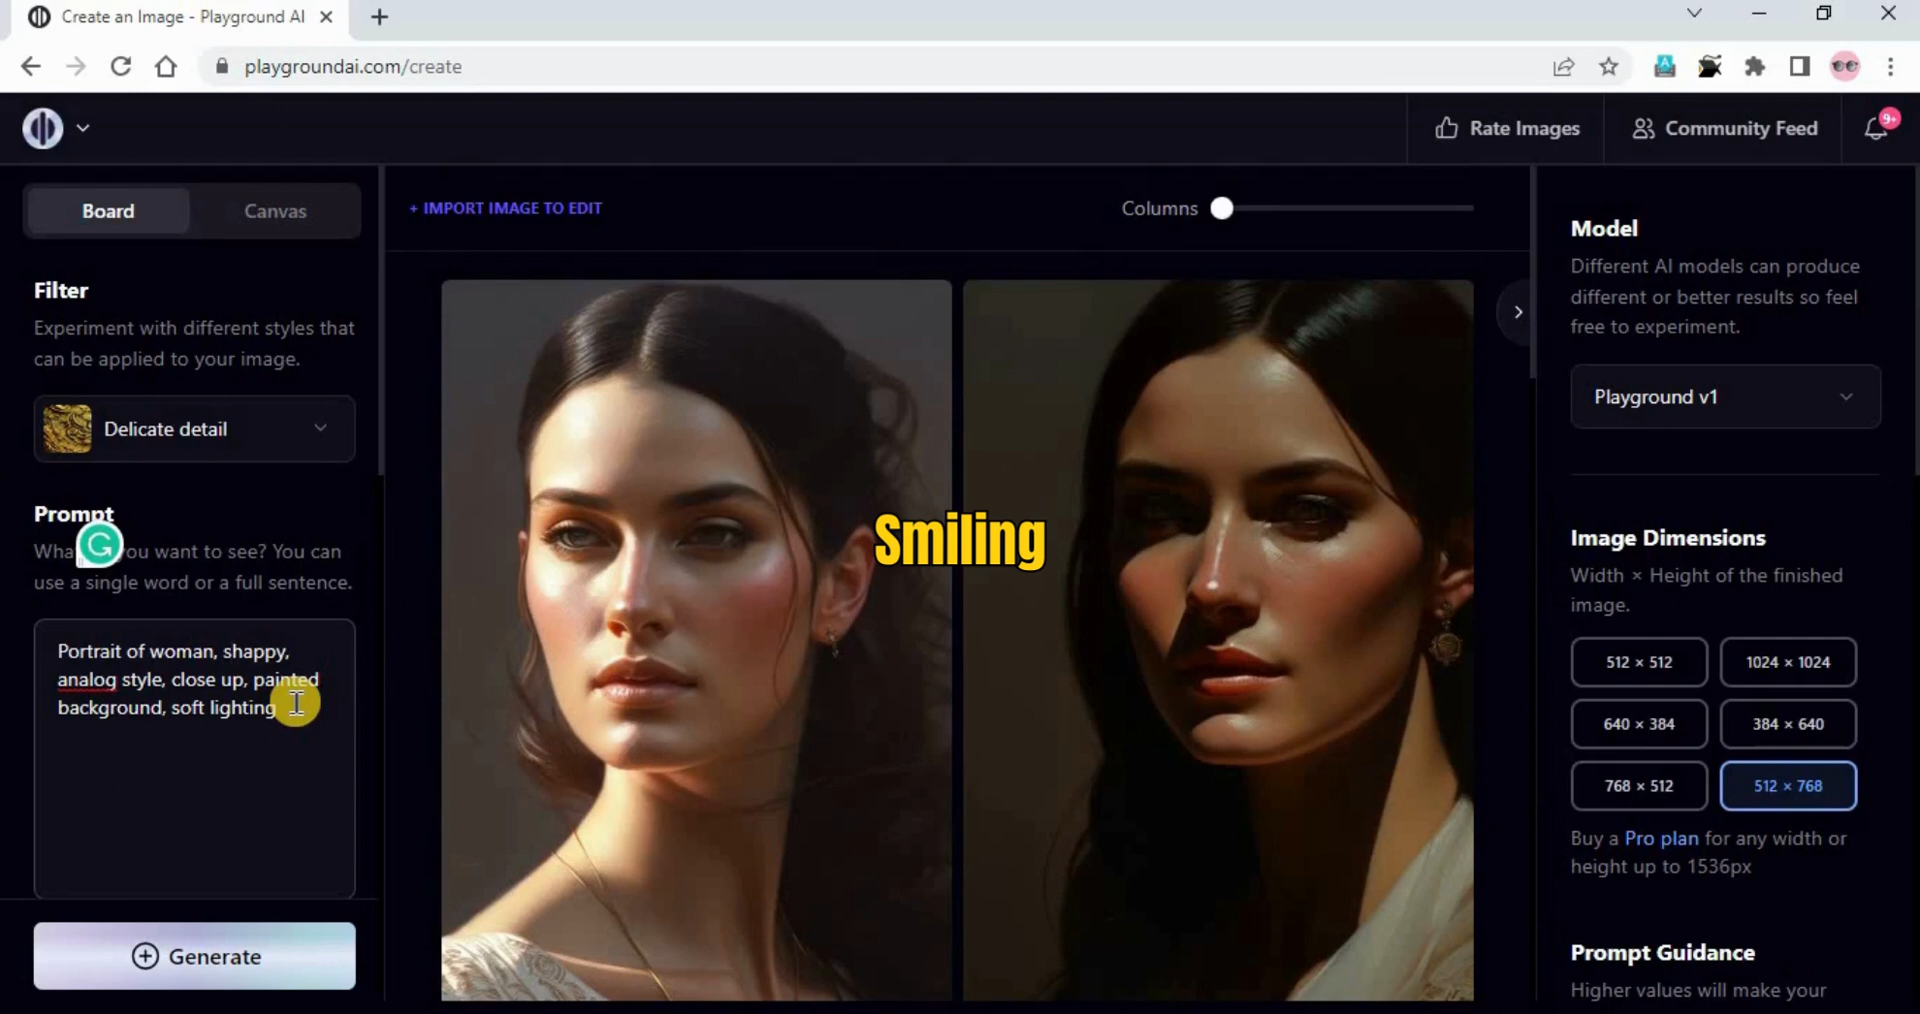 Create an Image - Playground AI
playgroundai.com/create
Rate Images
Community Feed
9+
Board
Canvas
+ IMPORT IMAGE TO EDIT
Columns
Filter
Experiment with different styles that
can be applied to your image.
Delicate detail
Prompt
you want to see? You can
use a single word or a full sentence.
Portrait of woman, shappy,
analog style, close up, painted
background, soft lighting
Generate
Smiling
Model
Different AI models can produce
different or better results so feel
free to experiment.
Playground v1
Image Dimensions
Width × Height of the finished
image.
512 × 512
1024 × 1024
640 × 384
384 × 640
768 × 512
512 × 768
Buy a Pro plan for any width or
height up to 1536px
Prompt Guidance
Higher values will make your